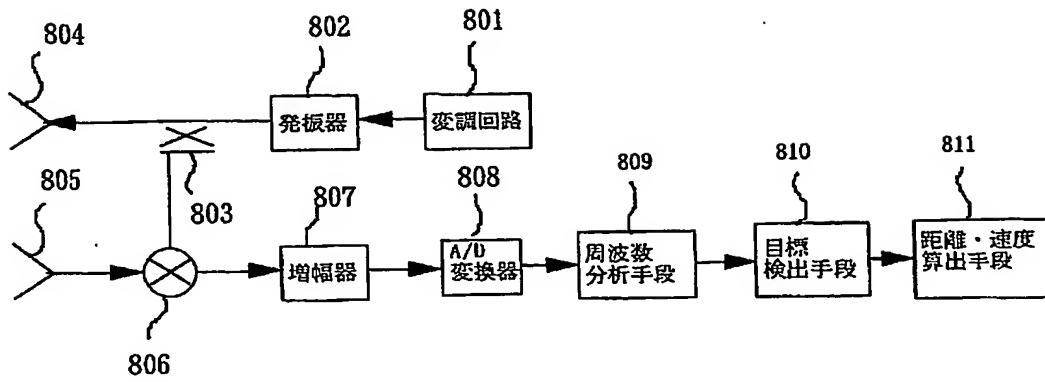 804
802
801
発振器
変調回路
805
803
807
808
809
810
811
増幅器
A/D
変換器
周波数
分析手段
目標
検出手段
距離・速度
算出手段
806